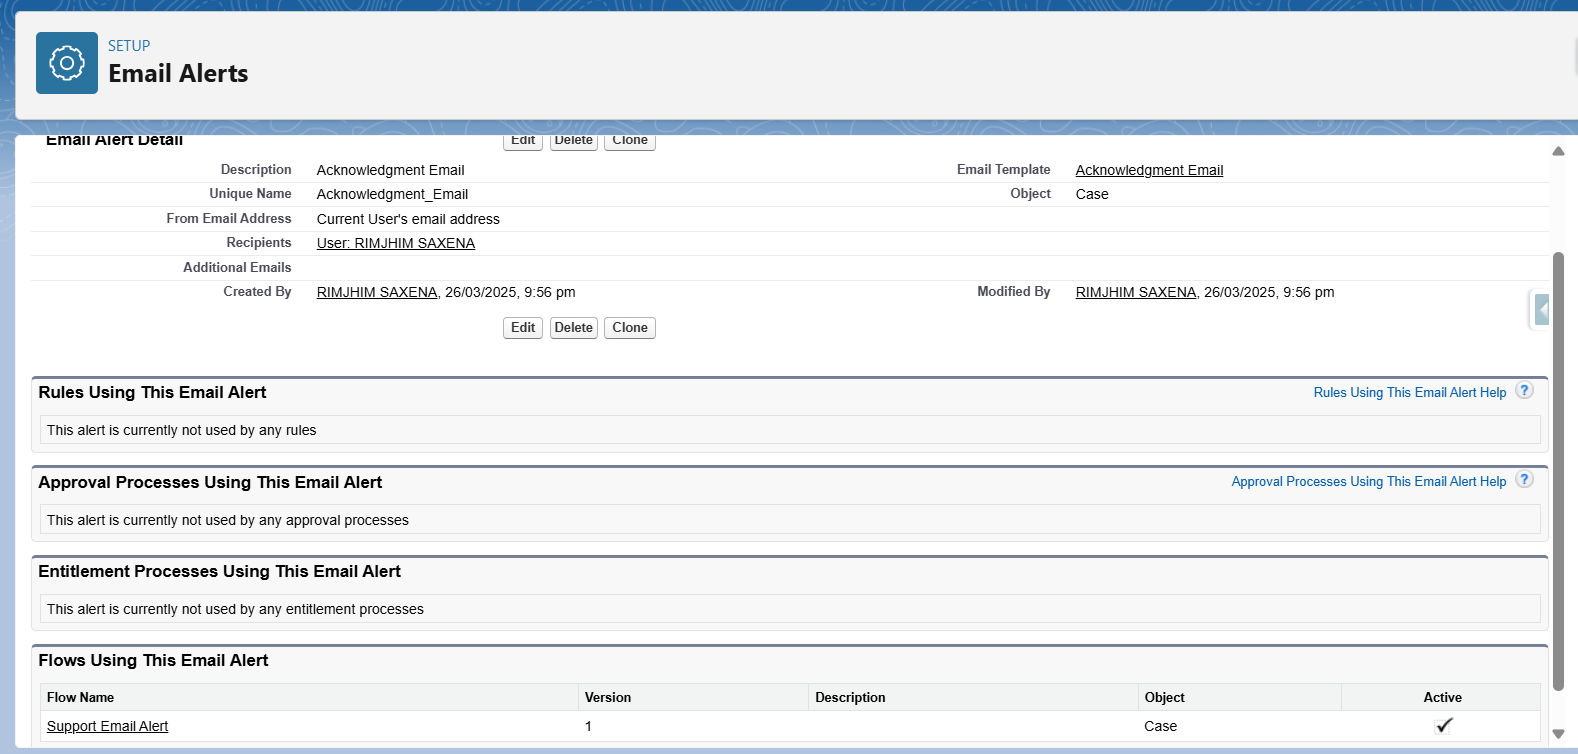 SETUP
Email Alerts
Email Alert Detail Edit Delete Clone
Description Acknowledgment Email Email Template Acknowledgment Email
Unique Name Acknowledgment_Email Object Case
From Email Address Current User's email address
Recipients User: RIMJHIM SAXENA
Additional Emails
Created By RIMJHIM SAXENA, 26/03/2025, 9:56 pm Modified By RIMJHIM SAXENA, 26/03/2025, 9:56 pm
Edit Delete Clone
Rules Using This Email Alert Rules Using This Email Alert Help ?
This alert is currently not used by any rules
Approval Processes Using This Email Alert Approval Processes Using This Email Alert Help ?
This alert is currently not used by any approval processes
Entitlement Processes Using This Email Alert
This alert is currently not used by any entitlement processes
Flows Using This Email Alert
Flow Name Version Description Object Active
Support Email Alert 1 Case